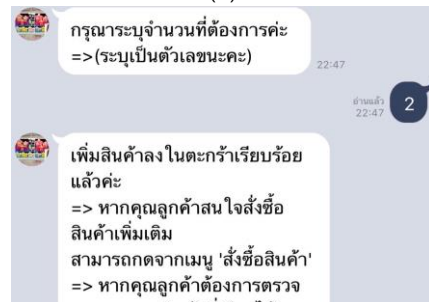 กรุณาระบุจำนวนที่ต้องการค่ะ
=>(ระบุเป็นตัวเลขนะคะ)
22:47
อ่านแล้ว
22:47
2
เพิ่มสินค้าลงในตะกร้าเรียบร้อย
แล้วค่ะ
=> หากคุณลูกค้าสนใจสั่งซื้อ
สินค้าเพิ่มเติม
สามารถกดจากเมนู 'สั่งซื้อสินค้า'
=> หากคุณลูกค้าต้องการตรวจ